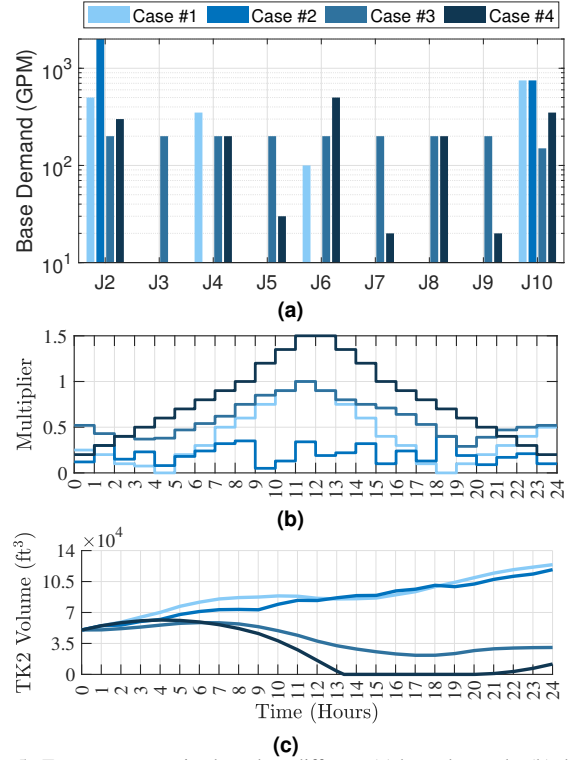 Case #1 Case #2 Case #3 Case #4
Base Demand (GPM)
10³
10²
10¹
J2 J3 J4 J5 J6 J7 J8 J9 J10
(a)
Multiplier
1.5
1
0.5
0
0 1 2 3 4 5 6 7 8 9 10 11 12 13 14 15 16 17 18 19 20 21 22 23 24
(b)
×10⁴
TK2 Volume (ft³)
14
10.5
7
3.5
0
0 1 2 3 4 5 6 7 8 9 10 11 12 13 14 15 16 17 18 19 20 21 22 23 24
Time (Hours)
(c)